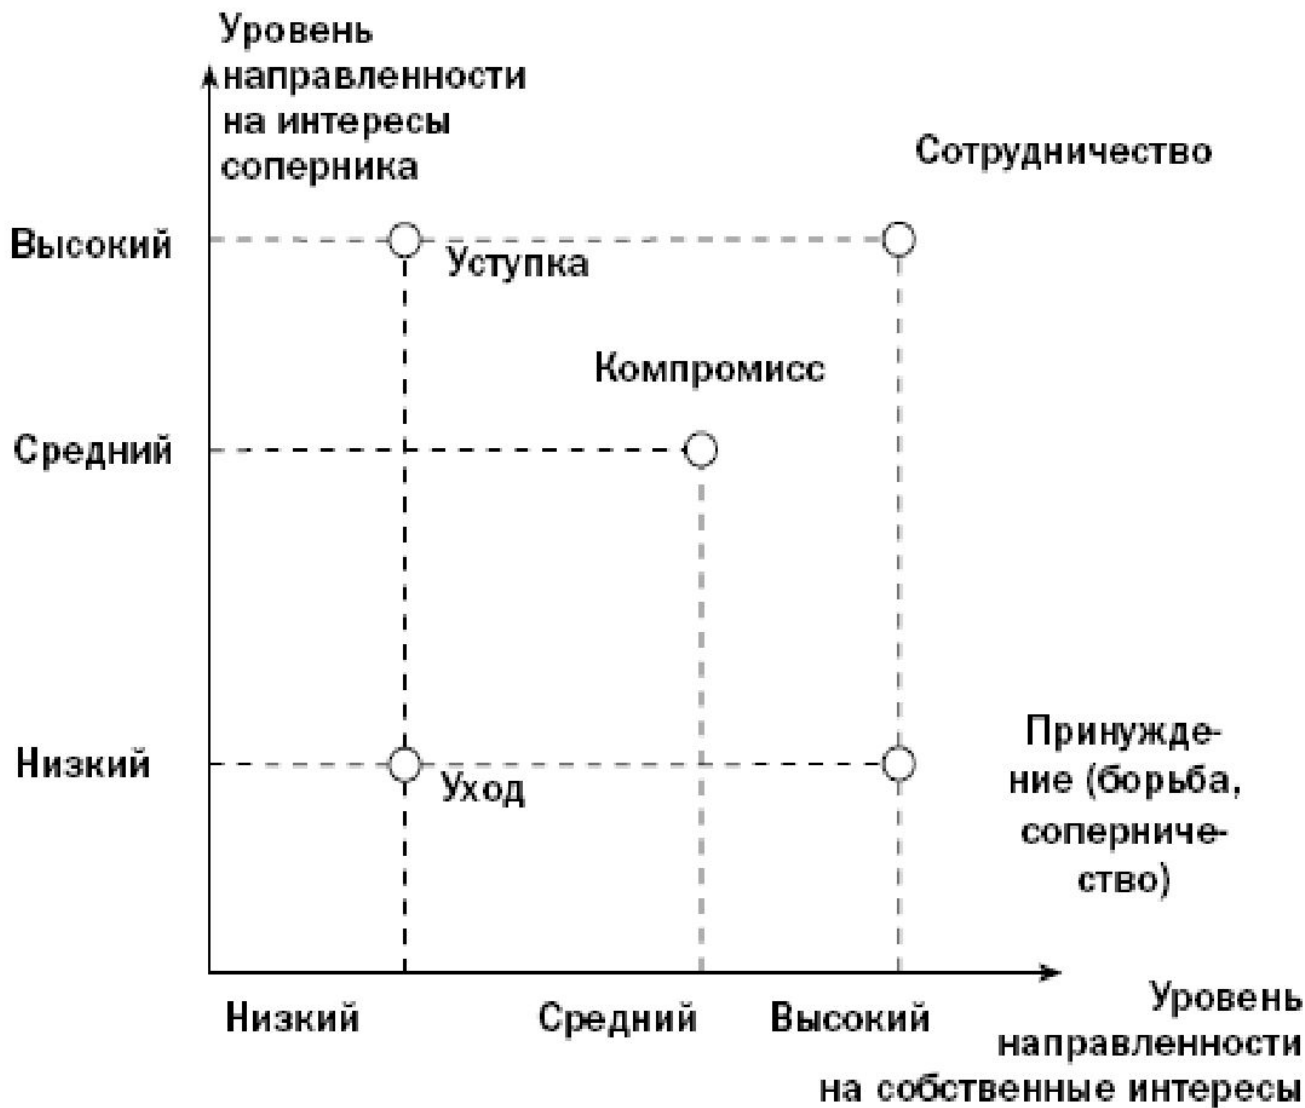 Уровень
направленности
на интересы
соперника
Сотрудничество
Высокий
Уступка
Компромисс
Средний
Принужде-
ние (борьба,
соперниче-
ство)
Низкий
Уход
Низкий
Средний
Высокий
Уровень
направленности
на собственные интересы